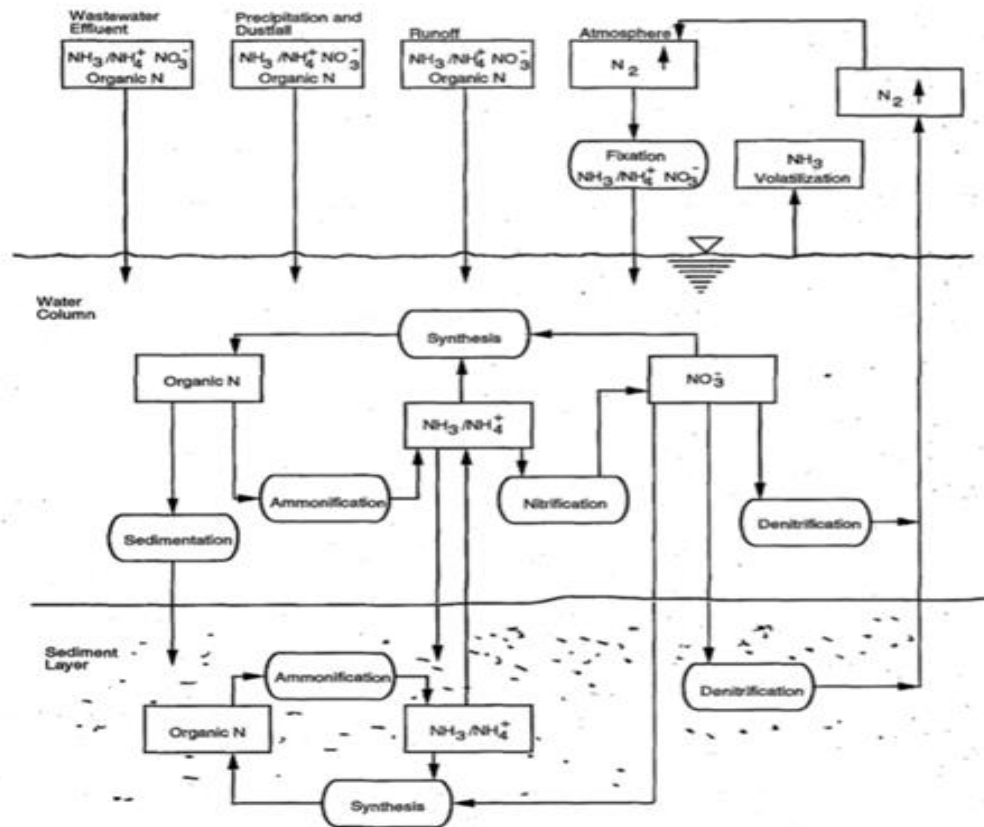 Wastewater
Effluent
NH₃/NH₄⁺ NO₃⁻
Organic N
Precipitation and
Dustfall
NH₃/NH₄⁺ NO₃⁻
Organic N
Runoff
NH₃/NH₄⁺ NO₃⁻
Organic N
Atmosphere
N₂
N₂
Fixation
NH₃/NH₄⁺ NO₃⁻
NH₃
Volatilization
Water
Column
Synthesis
Organic N
NO₃⁻
NH₃/NH₄⁺
Ammonification
Nitrification
Denitrification
Sedimentation
Sediment
Layer
Ammonification
Denitrification
Organic N
NH₃/NH₄⁺
Synthesis